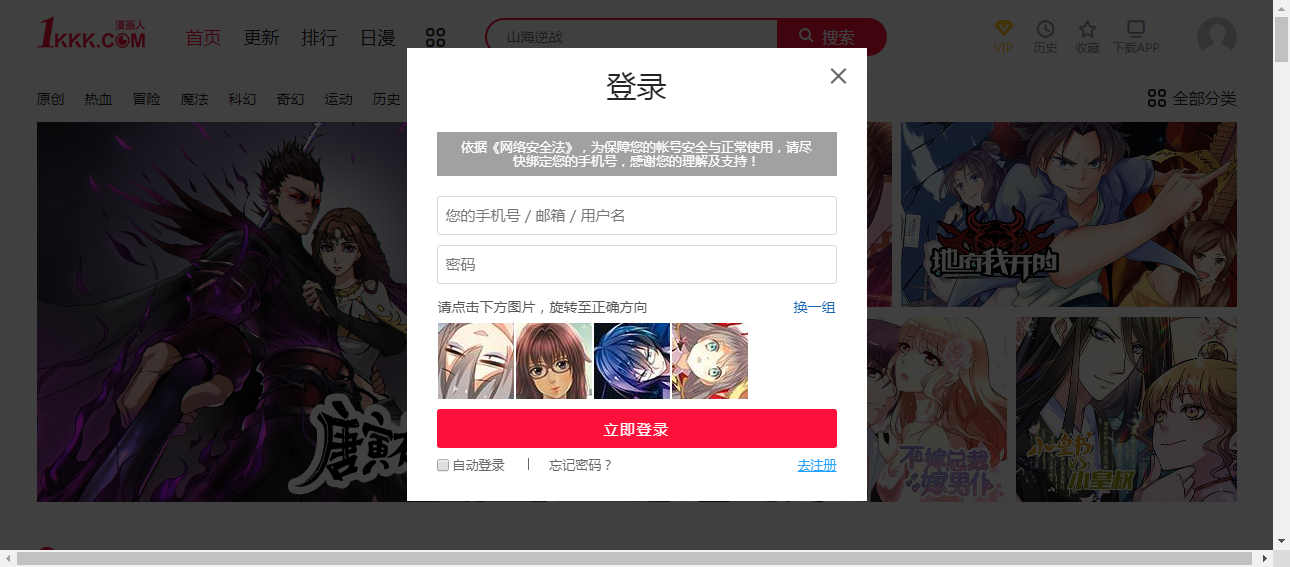 漫画人
1KKK.COM
首页 更新 排行 日漫
山海逆战
搜索
VIP 历史 收藏 下载APP
原创 热血 冒险 魔法 科幻 奇幻 运动 历史
全部分类
登录
依据《网络安全法》，为保障您的帐号安全与正常使用，请尽
快绑定您的手机号，感谢您的理解及支持！
您的手机号 / 邮箱 / 用户名
密码
请点击下方图片，旋转至正确方向
换一组
立即登录
自动登录 | 忘记密码？
去注册
地府我开的
唐寅
不嫁总裁
嫁男仆